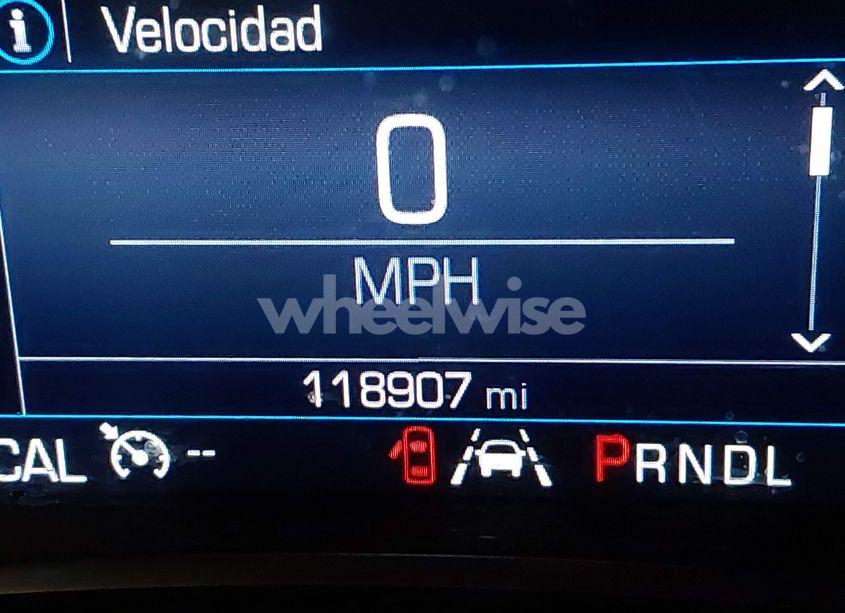 Velocidad
0
MPH
wheelwise
118907 mi
CAL -- PRNDL